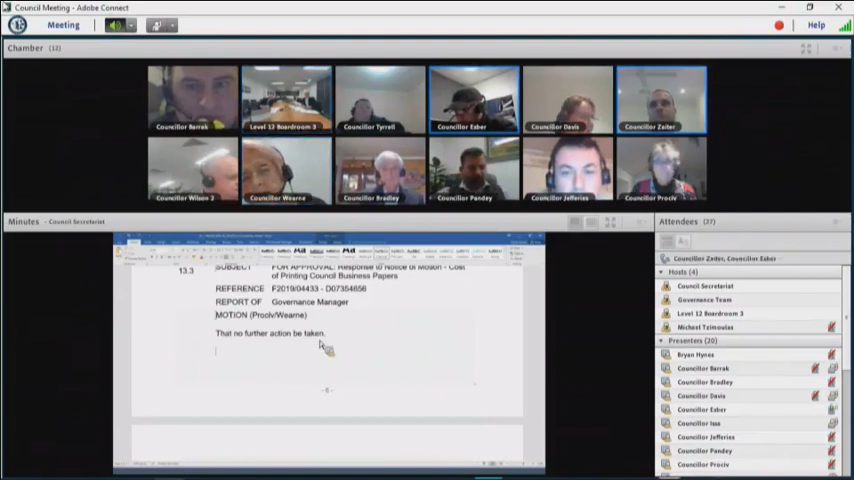 Council Meeting - Adobe Connect
Meeting
Help
Chamber (12)
Councillor Barrak
Level 12 Boardroom 3
Councillor Tyrrell
Councillor Esber
Councillor Davis
Councillor Zaiter
Councillor Wilson 2
Councillor Wearne
Councillor Bradley
Councillor Pandey
Councillor Jefferies
Councillor Prociv
Minutes - Council Secretariat
Attendees (27)
Councillor Zaiter, Councillor Esber
Hosts (4)
Council Secretariat
Governance Team
Level 12 Boardroom 3
Michael Tzimoulas
Presenters (20)
Bryan Hynes
Councillor Barrak
Councillor Bradley
Councillor Davis
Councillor Esber
Councillor Issa
Councillor Jefferies
Councillor Pandey
Councillor Prociv
13.3 SUBJECT FOR APPROVAL: Response to Notice of Motion - Cost
of Printing Council Business Papers
REFERENCE F2019/04433 - D07354656
REPORT OF Governance Manager
MOTION (Prociv/Wearne)
That no further action be taken.
- 6 -